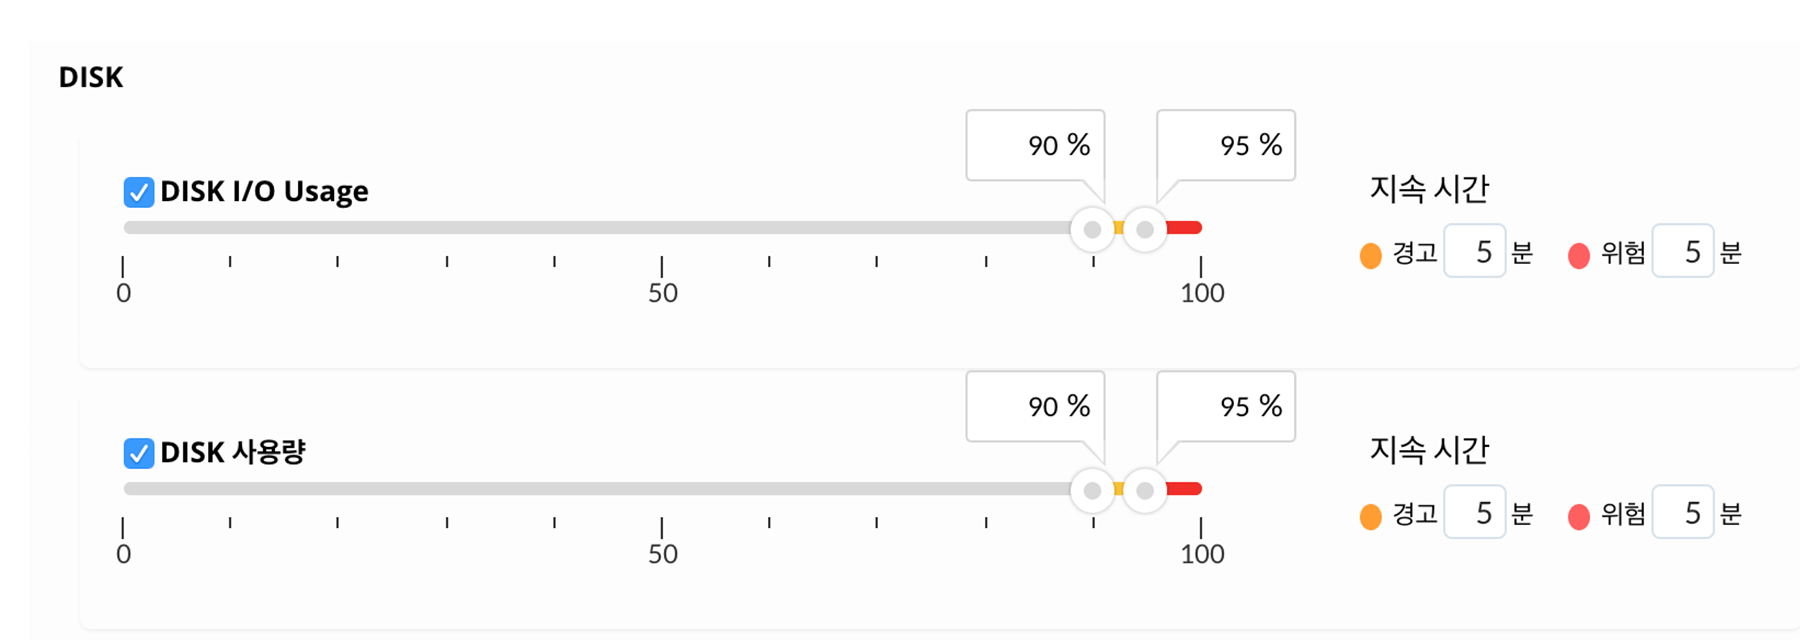 DISK
90 % 95 %
DISK I/O Usage
지속 시간
경고 5 분 위험 5 분
0 50 100
90 % 95 %
DISK 사용량
지속 시간
경고 5 분 위험 5 분
0 50 100